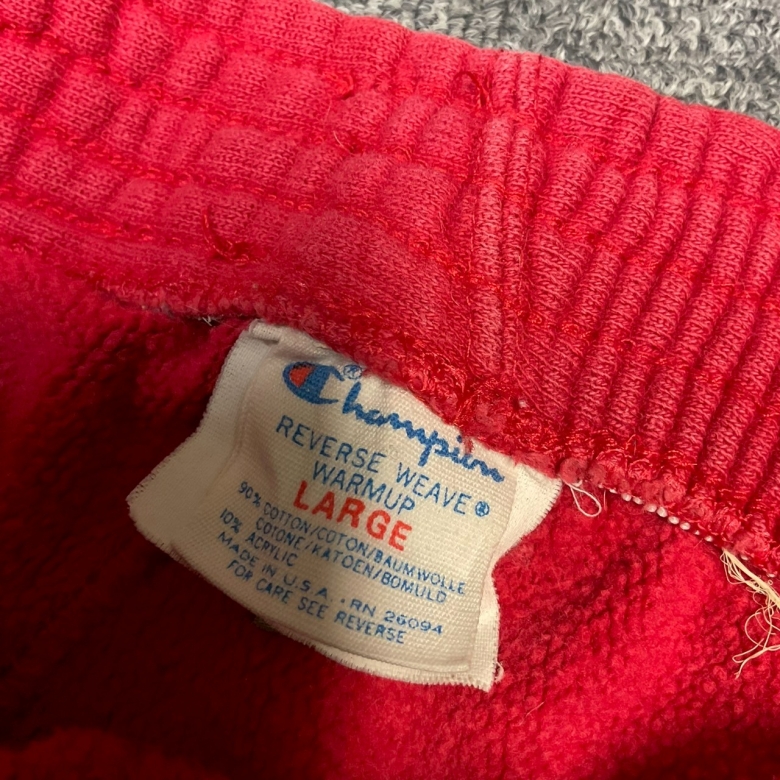 Champion®
REVERSE WEAVE®
WARMUP
LARGE
90% COTTON/COTON/BAUMWOLLE
COTONE/KATOEN/BOMULD
10% ACRYLIC
MADE IN U.S.A. . RN 26094
FOR CARE SEE REVERSE